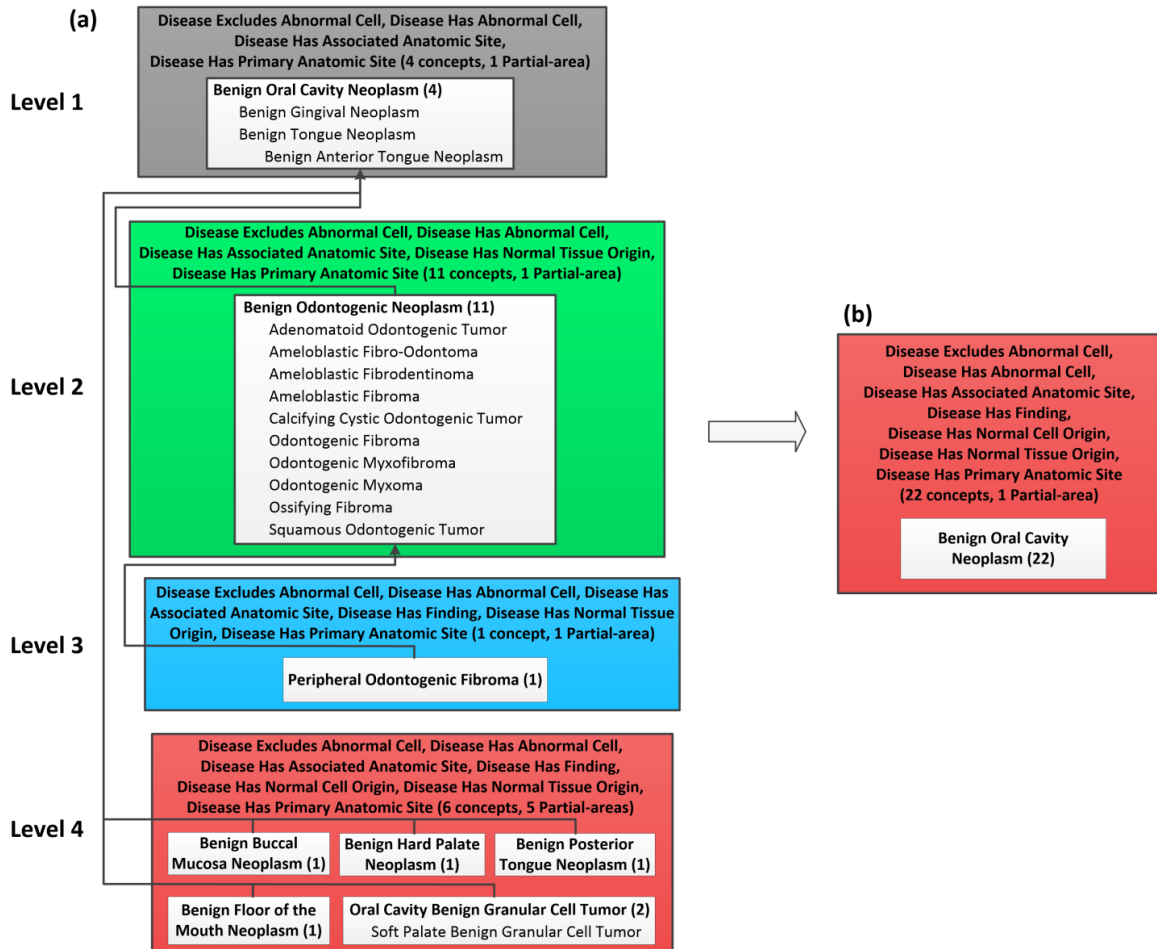 (a)
Disease Excludes Abnormal Cell, Disease Has Abnormal Cell,
Disease Has Associated Anatomic Site,
Disease Has Primary Anatomic Site (4 concepts, 1 Partial-area)
Level 1
Benign Oral Cavity Neoplasm (4)
Benign Gingival Neoplasm
Benign Tongue Neoplasm
Benign Anterior Tongue Neoplasm
Disease Excludes Abnormal Cell, Disease Has Abnormal Cell,
Disease Has Associated Anatomic Site, Disease Has Normal Tissue Origin,
Disease Has Primary Anatomic Site (11 concepts, 1 Partial-area)
Level 2
Benign Odontogenic Neoplasm (11)
Adenomatoid Odontogenic Tumor
Ameloblastic Fibro-Odontoma
Ameloblastic Fibrodentinoma
Ameloblastic Fibroma
Calcifying Cystic Odontogenic Tumor
Odontogenic Fibroma
Odontogenic Myxofibroma
Odontogenic Myxoma
Ossifying Fibroma
Squamous Odontogenic Tumor
Disease Excludes Abnormal Cell, Disease Has Abnormal Cell, Disease Has
Associated Anatomic Site, Disease Has Finding, Disease Has Normal Tissue
Origin, Disease Has Primary Anatomic Site (1 concept, 1 Partial-area)
Level 3
Peripheral Odontogenic Fibroma (1)
Disease Excludes Abnormal Cell, Disease Has Abnormal Cell,
Disease Has Associated Anatomic Site, Disease Has Finding,
Disease Has Normal Cell Origin, Disease Has Normal Tissue Origin,
Disease Has Primary Anatomic Site (6 concepts, 5 Partial-areas)
Level 4
Benign Buccal
Mucosa Neoplasm (1)
Benign Hard Palate
Neoplasm (1)
Benign Posterior
Tongue Neoplasm (1)
Benign Floor of the
Mouth Neoplasm (1)
Oral Cavity Benign Granular Cell Tumor (2)
Soft Palate Benign Granular Cell Tumor
(b)
Disease Excludes Abnormal Cell,
Disease Has Abnormal Cell,
Disease Has Associated Anatomic Site,
Disease Has Finding,
Disease Has Normal Cell Origin,
Disease Has Normal Tissue Origin,
Disease Has Primary Anatomic Site
(22 concepts, 1 Partial-area)
Benign Oral Cavity
Neoplasm (22)